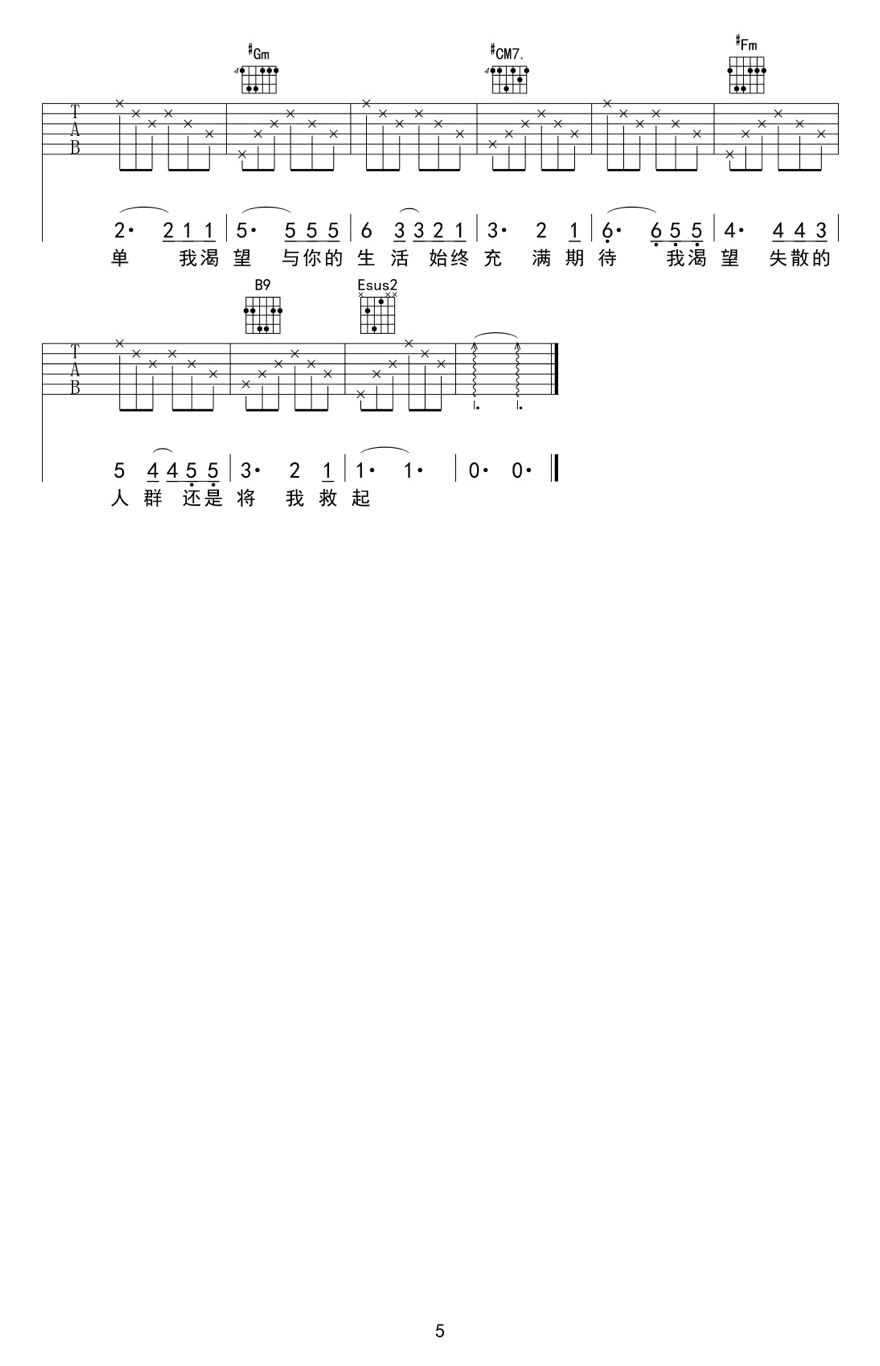 #Gm #CM7. #Fm
4 4
T
A
B
2· 2 1 1 5· 5 5 5 6 3 3 2 1 3· 2 1 6· 6 5 5 4· 4 4 3
单 我渴 望 与你的 生 活 始终 充 满 期 待 我渴 望 失散的
B9 Esus2
T
A
B
5 4 4 5 5 3· 2 1 1· 1· 0· 0·
人 群 还是 将 我 救 起
5